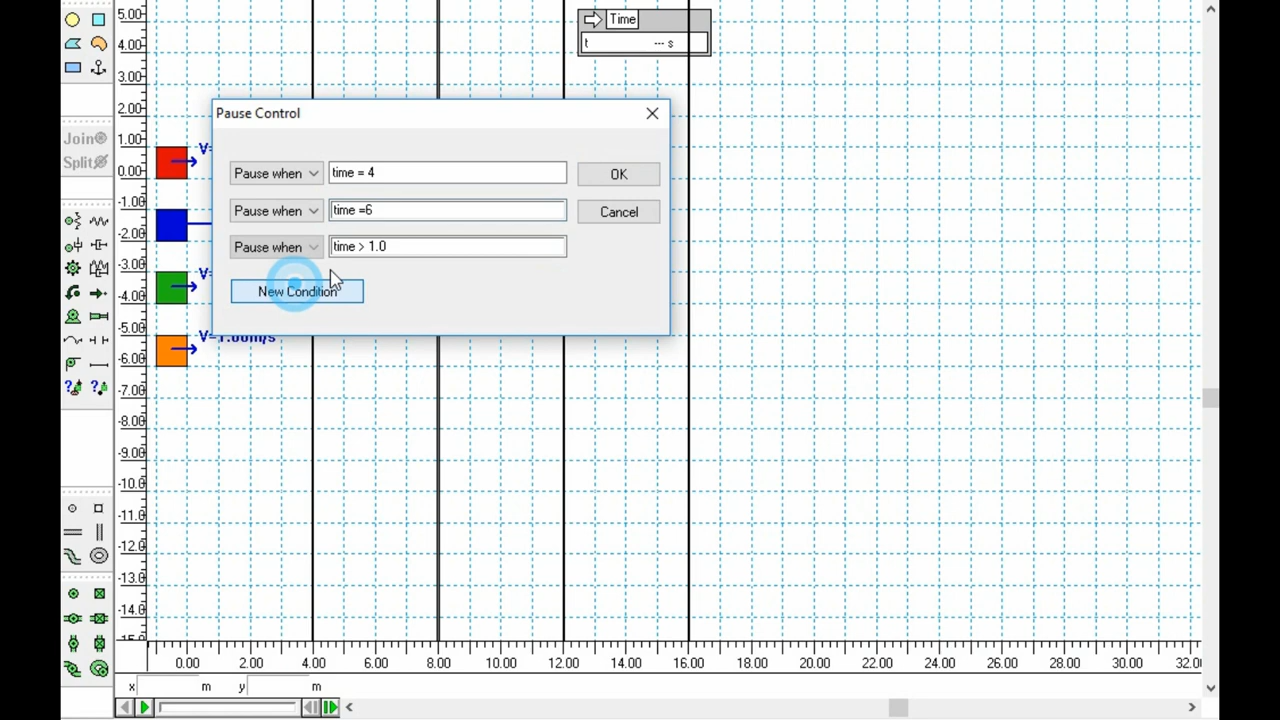 5.00
4.00
3.00
2.00
1.00
0.00
-1.00
-2.00
-3.00
-4.00
-5.00
-6.00
-7.00
-8.00
-9.00
-10.0
-11.0
-12.0
-13.0
-14.0
Time
t --- s
Join
Split
V=
V=
V=1.00m/s
Pause Control
Pause when time = 4 OK
Pause when time =6 Cancel
Pause when time > 1.0
New Condition
0.00 2.00 4.00 6.00 8.00 10.00 12.00 14.00 16.00 18.00 20.00 22.00 24.00 26.00 28.00 30.00 32.0
x m y m